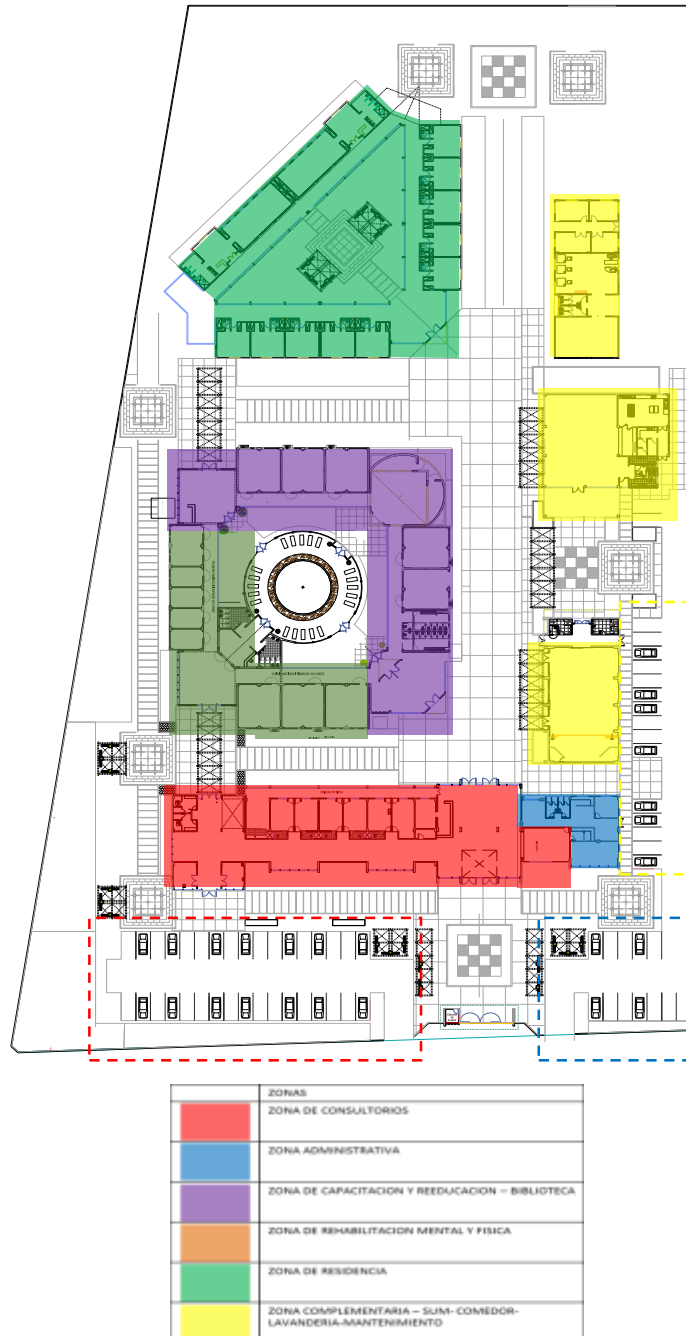 ZONAS
ZONA DE CONSULTORIOS
ZONA ADMINISTRATIVA
ZONA DE CAPACITACION Y REEDUCACION – BIBLIOTECA
ZONA DE REHABILITACION MENTAL Y FISICA
ZONA DE RESIDENCIA
ZONA COMPLEMENTARIA – SUM- COMEDOR-
LAVANDERIA-MANTENIMIENTO